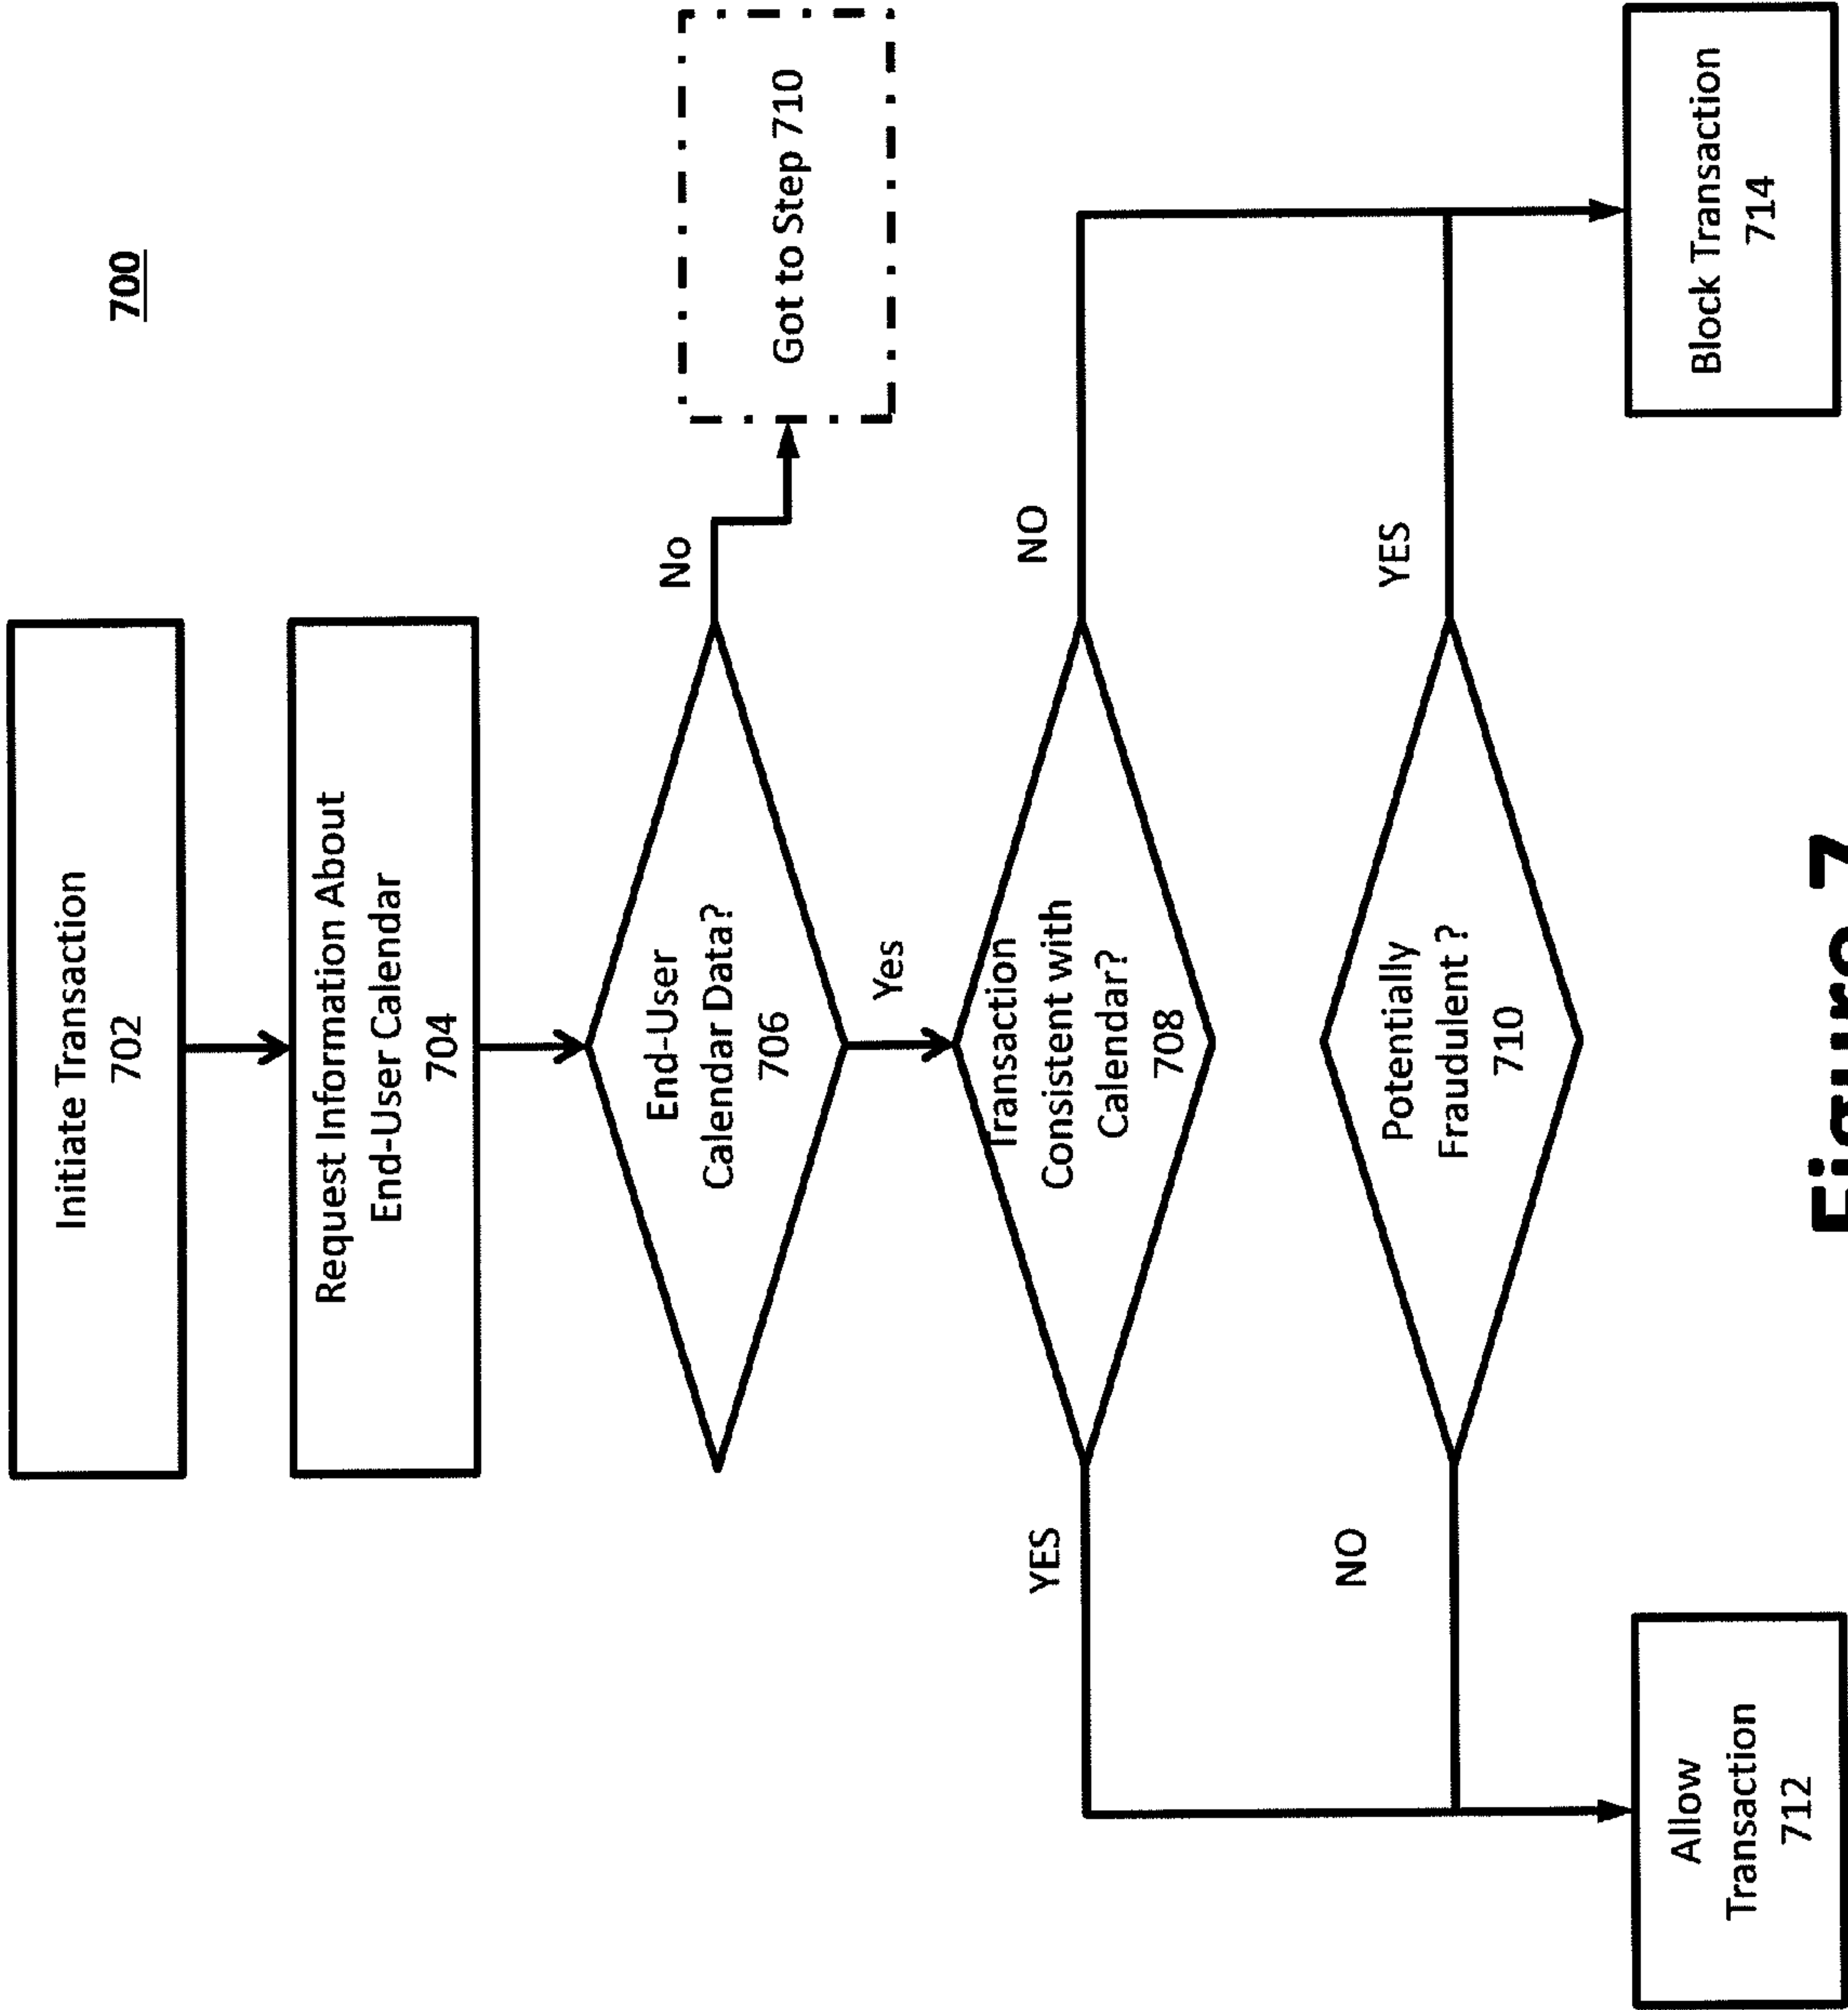 700
Initiate Transaction
702
Request Information About
End-User Calendar
704
End-User
Calendar Data?
706
No
Got to Step 710
Yes
Transaction
Consistent with
Calendar?
708
YES
NO
Potentially
Fraudulent ?
710
NO
YES
Allow
Transaction
712
Block Transaction
714
Figure 7